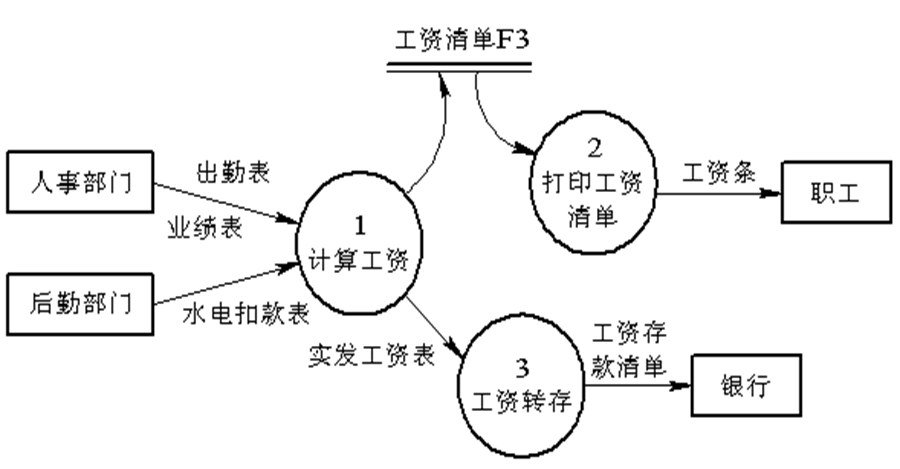 工资清单F3
人事部门
出勤表
业绩表
后勤部门
水电扣款表
1
计算工资
2
打印工资
清单
工资条
职工
实发工资表
3
工资转存
工资存
款清单
银行